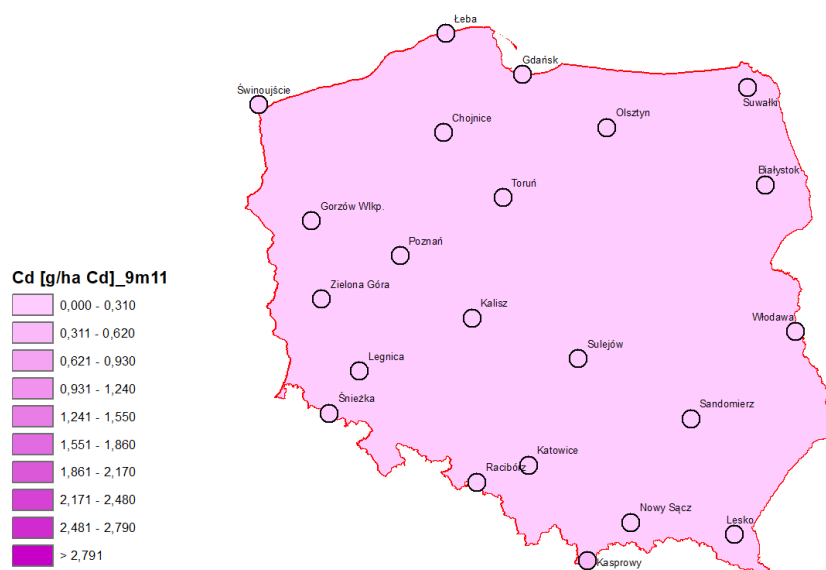 Łeba
Gdańsk
Świnoujście
Suwałki
Chojnice
Olsztyn
Białystok
Toruń
Gorzów Wlkp.
Poznań
Cd [g/ha Cd]_9m11
0,000 - 0,310
0,311 - 0,620
0,621 - 0,930
0,931 - 1,240
1,241 - 1,550
1,551 - 1,860
1,861 - 2,170
2,171 - 2,480
2,481 - 2,790
> 2,791
Zielona Góra
Kalisz
Włodawa
Sulejów
Legnica
Śnieżka
Sandomierz
Katowice
Racibórz
Nowy Sącz
Lesko
Kasprowy